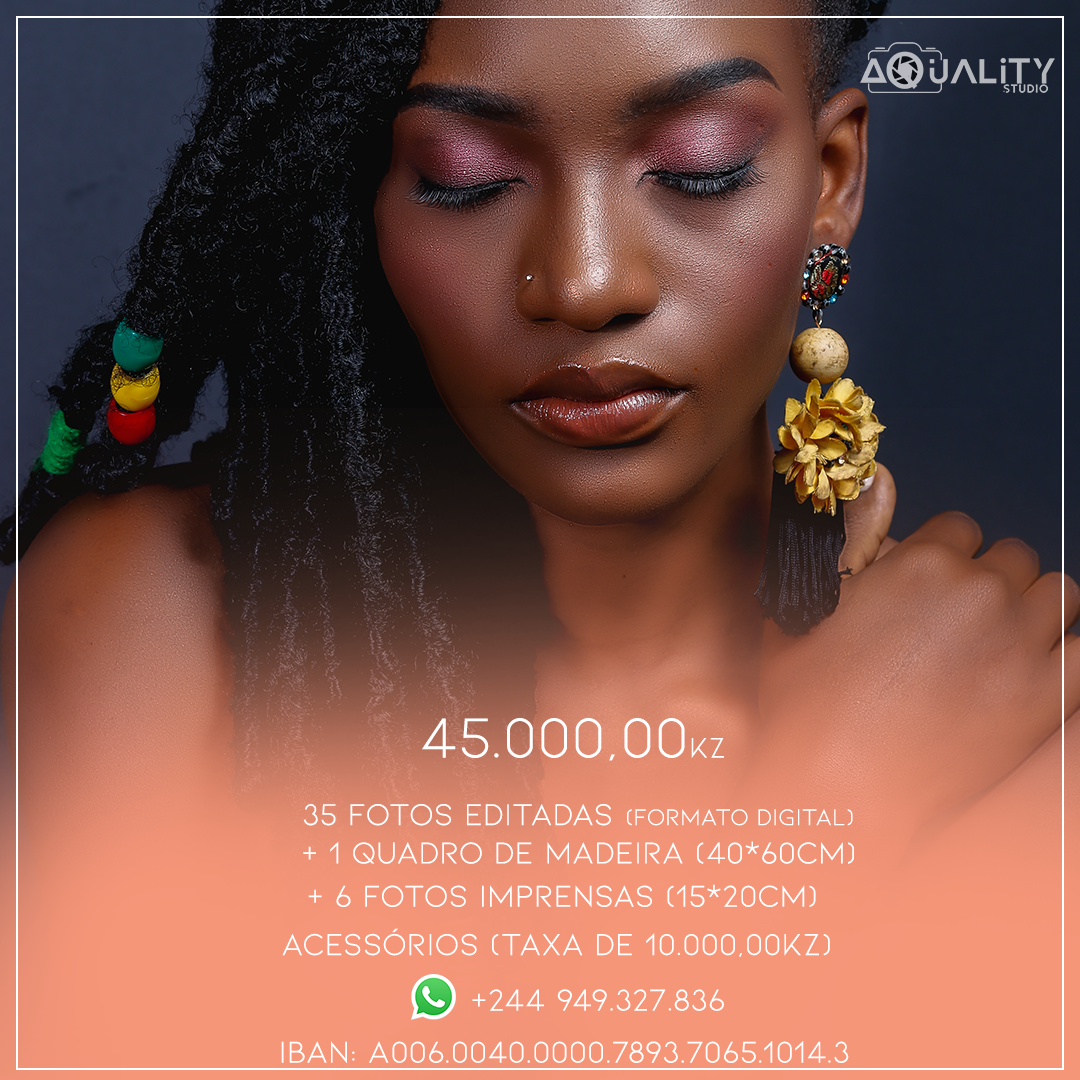 AQUALITY
STUDIO
45.000,00KZ
35 FOTOS EDITADAS (FORMATO DIGITAL)
+ 1 QUADRO DE MADEIRA (40*60CM)
+ 6 FOTOS IMPRENSAS (15*20CM)
ACESSÓRIOS (TAXA DE 10.000,00KZ)
+244 949.327.836
IBAN: A006.0040.0000.7893.7065.1014.3